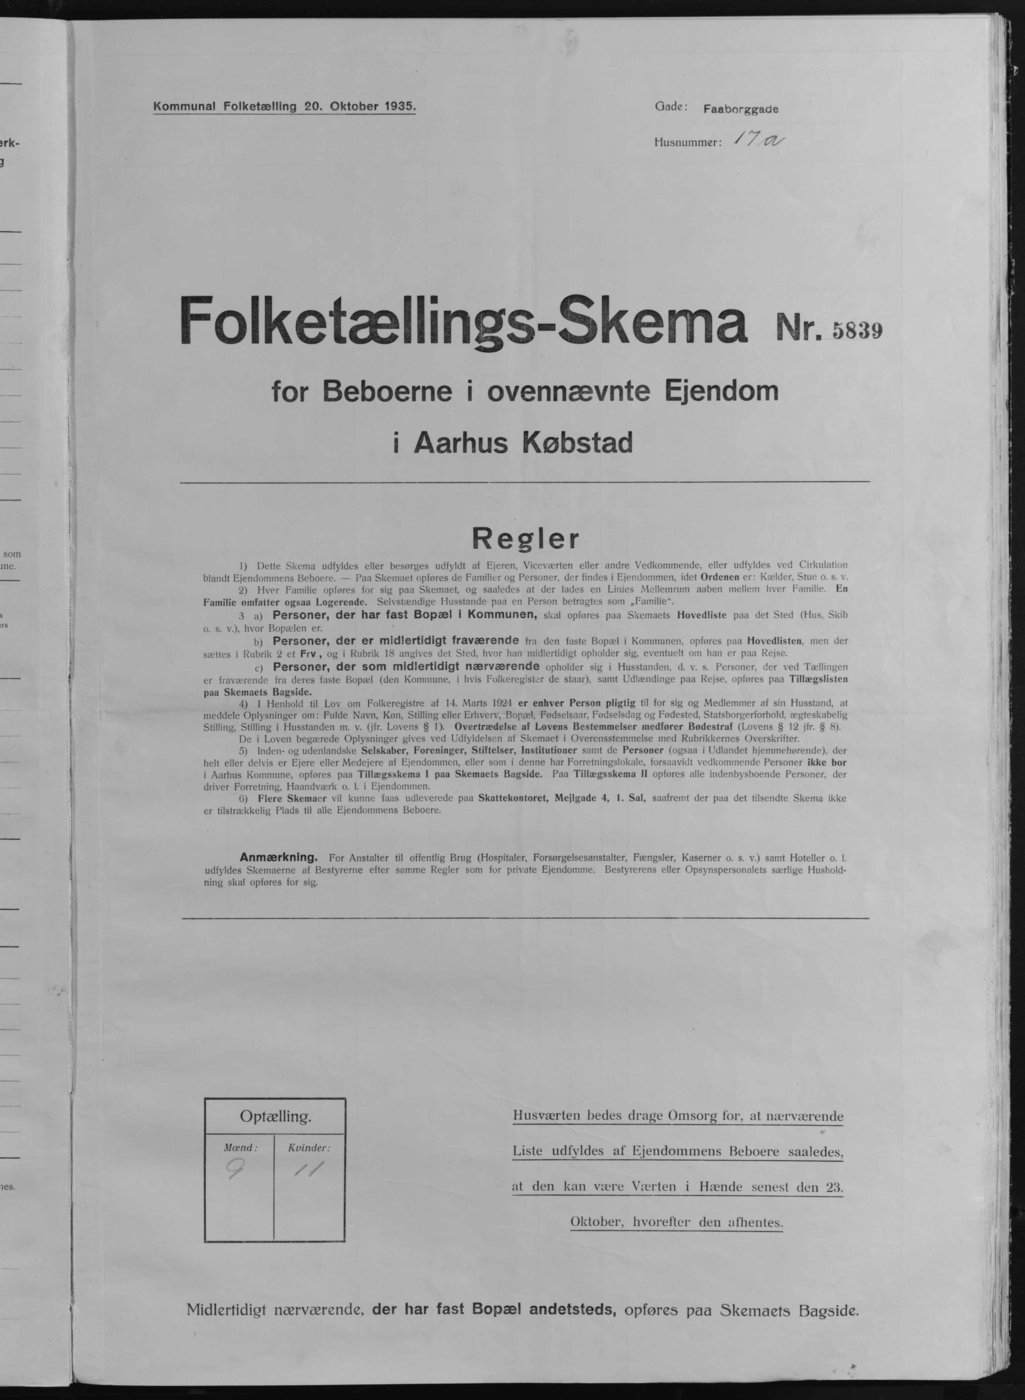 Kommunal Folketælling 20. Oktober 1935.
Gade: Faaborggade
Husnummer: 17a
Folketællings-Skema Nr. 5839
for Beboerne i ovennævnte Ejendom
i Aarhus Købstad
Regler
1) Dette Skema udfyldes eller besørges udfyldt af Ejeren, Viceværten eller andre Vedkommende, eller udfyldes ved Cirkulation
blandt Ejendommens Beboere. — Paa Skemaet opføres de Familier og Personer, der findes i Ejendommen, idet Ordenen er: Kælder, Stue o. s. v.
2) Hver Familie opføres for sig paa Skemaet, og saaledes at der lades en Linies Mellemrum aaben mellem hver Familie. En
Familie omfatter ogsaa Logerende. Selvstændige Husstande paa en Person betragtes som „Familie".
3 a) Personer, der har fast Bopæl i Kommunen, skal opføres paa Skemaets Hovedliste paa det Sted (Hus, Skib
o. s. v.), hvor Bopælen er.
b) Personer, der er midlertidigt fraværende fra den faste Bopæl i Kommunen, opføres paa Hovedlisten, men der
sættes i Rubrik 2 et Frv., og i Rubrik 18 angives det Sted, hvor han midlertidigt opholder sig, eventuelt om han er paa Rejse.
c) Personer, der som midlertidigt nærværende opholder sig i Husstanden, d. v. s. Personer, der ved Tællingen
er fraværende fra deres faste Bopæl (den Kommune, i hvis Folkeregister de staar), samt Udlændinge paa Rejse, opføres paa Tillægslisten
paa Skemaets Bagside.
4) I Henhold til Lov om Folkeregistre af 14. Marts 1924 er enhver Person pligtig til for sig og Medlemmer af sin Husstand, at
meddele Oplysninger om: Fulde Navn, Køn, Stilling eller Erhverv, Bopæl, Fødselsaar, Fødselsdag og Fødested, Statsborgerforhold, ægteskabelig
Stilling, Stilling i Husstanden m. v. (jfr. Lovens § 1). Overtrædelse af Lovens Bestemmelser medfører Bødestraf (Lovens § 12 jfr. § 8).
De i Loven begærede Oplysninger gives ved Udfyldelsen af Skemaet i Overensstemmelse med Rubrikkernes Overskrifter.
5) Inden- og udenlandske Selskaber, Foreninger, Stiftelser, Institutioner samt de Personer (ogsaa i Udlandet hjemmehørende), der
helt eller delvis er Ejere eller Medejere af Ejendommen, eller som i denne har Forretningslokale, forsaavidt vedkommende Personer ikke bor
i Aarhus Kommune, opføres paa Tillægsskema I paa Skemaets Bagside. Paa Tillægsskema II opføres alle indenbysboende Personer, der
driver Forretning, Haandværk o. l. i Ejendommen.
6) Flere Skemaer vil kunne faas udleverede paa Skattekontoret, Mejlgade 4, 1. Sal, saafremt der paa det tilsendte Skema ikke
er tilstrækkelig Plads til alle Ejendommens Beboere.
Anmærkning. For Anstalter til offentlig Brug (Hospitaler, Forsørgelsesanstalter, Fængsler, Kaserner o. s. v.) samt Hoteller o. l.
udfyldes Skemaerne af Bestyrerne efter samme Regler som for private Ejendomme. Bestyrerens eller Opsynspersonalets særlige Hushold-
ning skal opføres for sig.
Optælling.
Mænd: Kvinder:
9 11
Husværten bedes drage Omsorg for, at nærværende
Liste udfyldes af Ejendommens Beboere saaledes,
at den kan være Værten i Hænde senest den 23.
Oktober, hvorefter den afhentes.
Midlertidigt nærværende, der har fast Bopæl andetsteds, opføres paa Skemaets Bagside.